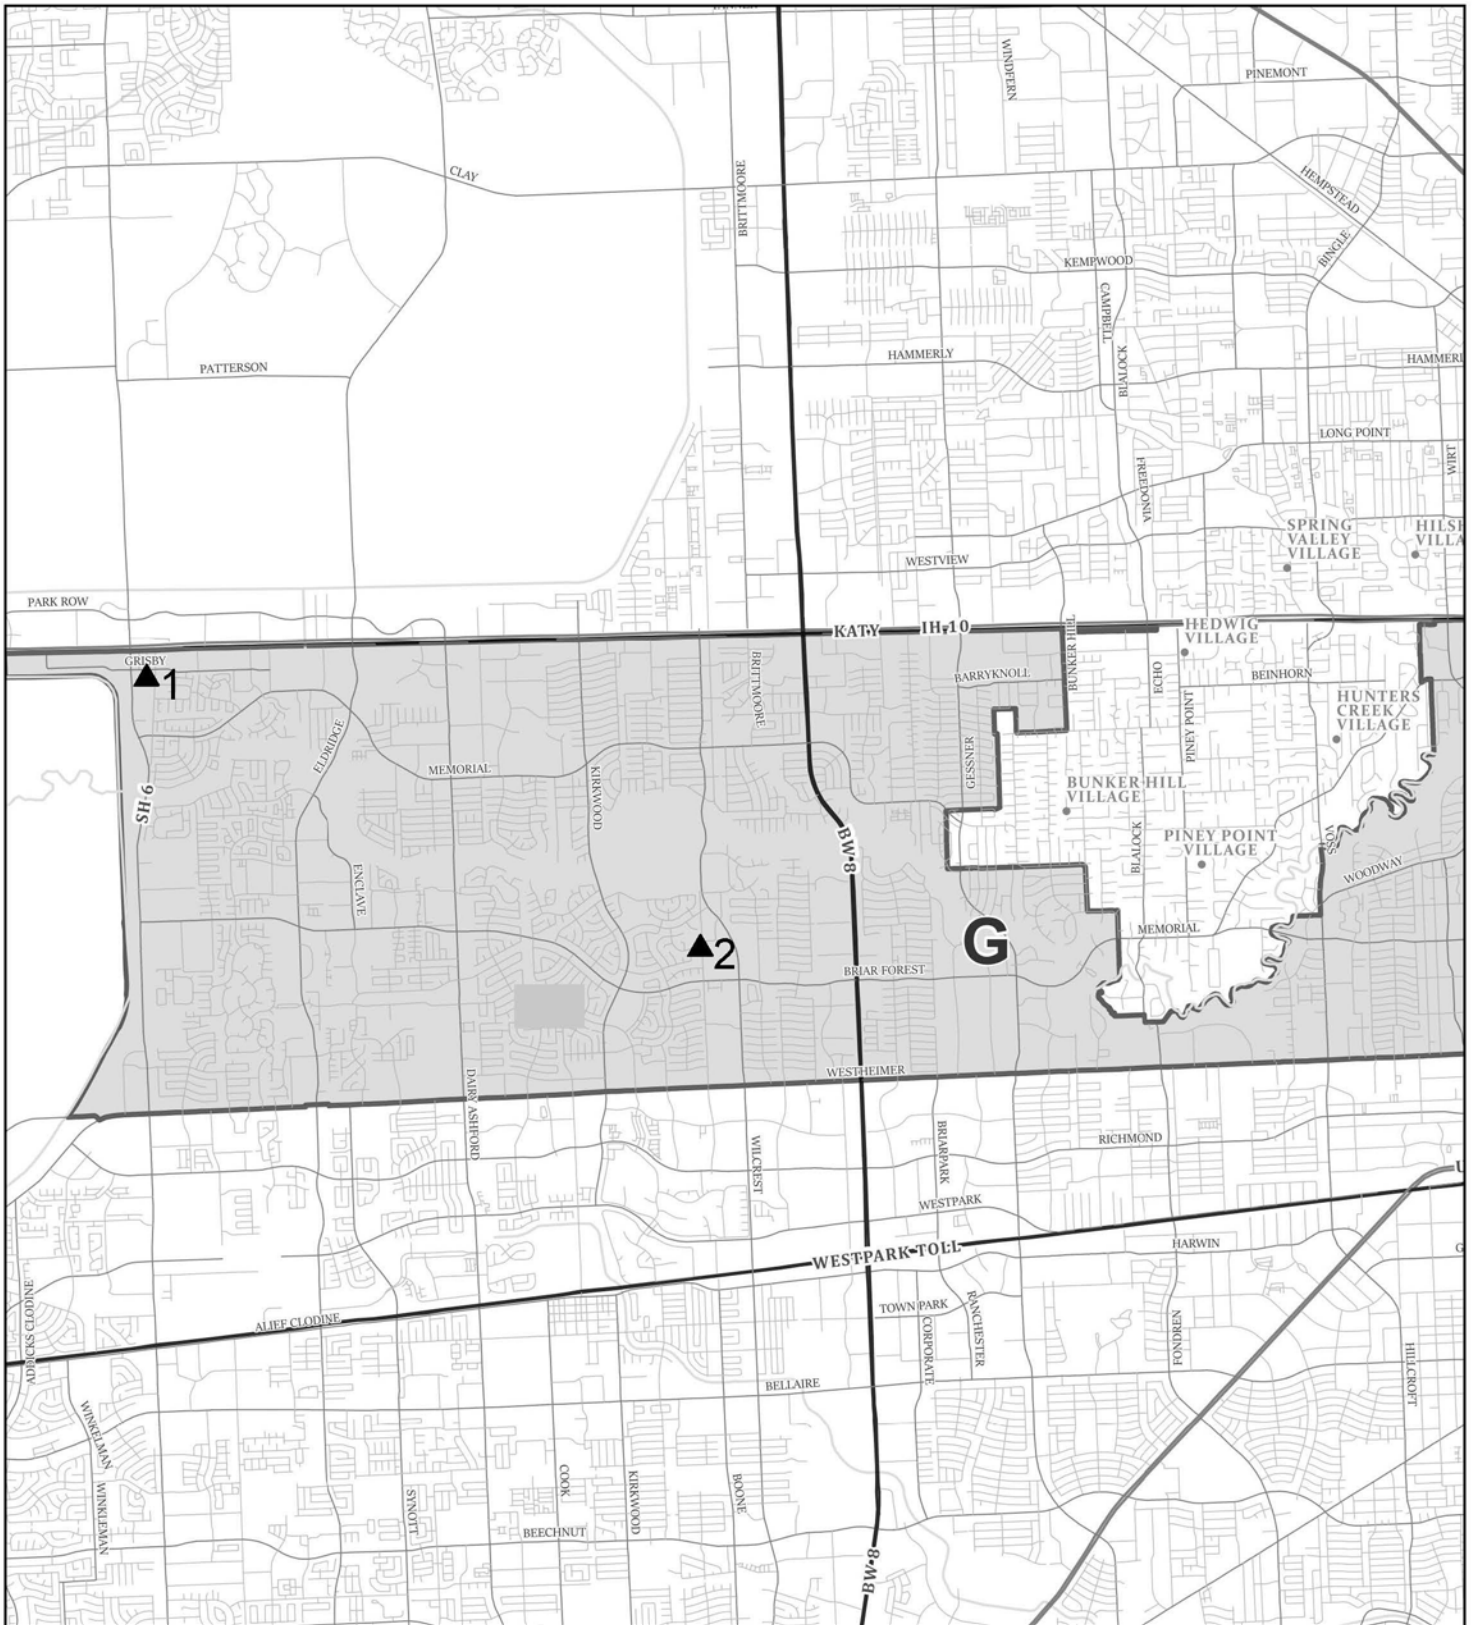 WINDFERN
PINEMONT
CLAY
BRITTMOORE
HEMPSTEAD
BINGLE
KEMPWOOD
CAMPBELL
PATTERSON
HAMMERLY
BLALOCK
LONG POINT
WIRT
FREEDONIA
SPRING
VALLEY
VILLAGE
WESTVIEW
PARK ROW
KATY IH 10
BUNKER HILL
HEDWIG
VILLAGE
GRISBY
1
BRITTMOORE
BARRYKNOLL
ECHO
BEINHORN
HUNTERS
CREEK
VILLAGE
ELDRIDGE
MEMORIAL
KIRKWOOD
GESSNER
PINEY POINT
BUNKER HILL
VILLAGE
SH 6
BW 8
BLALOCK
PINEY POINT
VILLAGE
VOSS
WOODWAY
ENCLAVE
2
G
MEMORIAL
BRIAR FOREST
WESTHEIMER
DAIRY ASHFORD
WILCREST
BRIARPARK
RICHMOND
WESTPARK
WESTPARK TOLL
HARWIN
ADDICKS CLODINE
ALIEF CLODINE
TOWN PARK
CORPORATE
RANCHESTER
FONDREN
HILLCROFT
BELLAIRE
WINKELMAN
WINKLEMAN
SYNOTT
COOK
KIRKWOOD
BOONE
BEECHNUT
BW 8